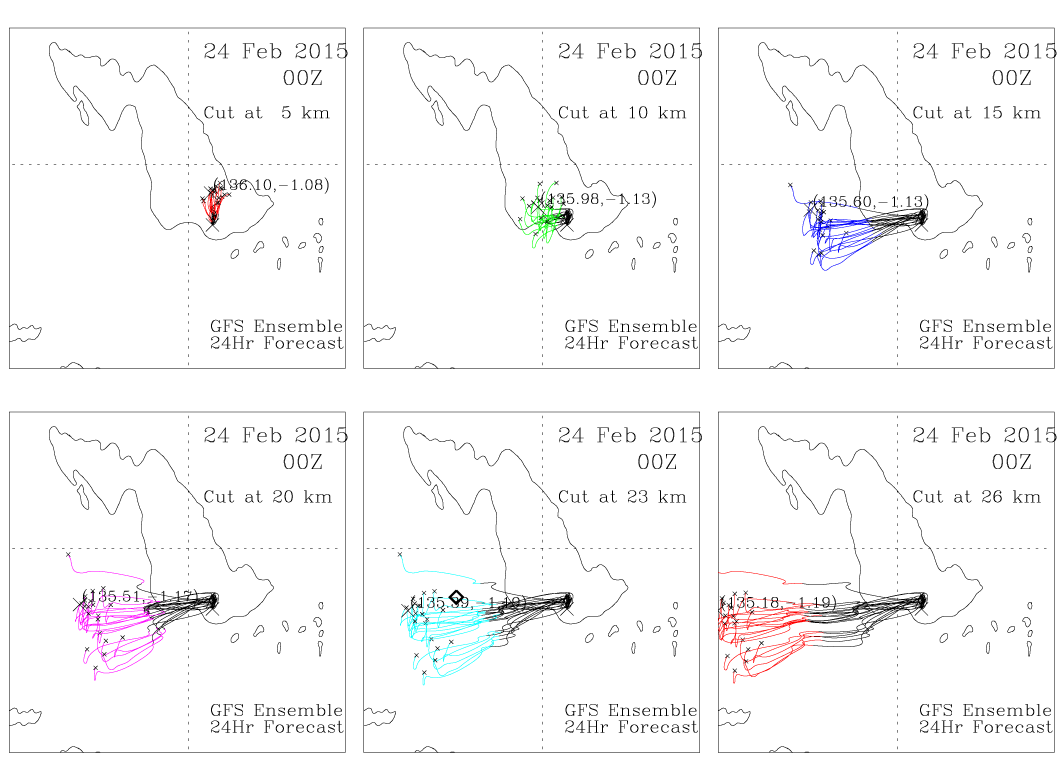 24 Feb 2015
00Z
Cut at 5 km
(136.10,−1.08)
GFS Ensemble
24Hr Forecast
24 Feb 2015
00Z
Cut at 10 km
(135.98,−1.13)
GFS Ensemble
24Hr Forecast
24 Feb 2015
00Z
Cut at 15 km
(135.60,−1.13)
GFS Ensemble
24Hr Forecast
24 Feb 2015
00Z
Cut at 20 km
(135.51, −1.17)
GFS Ensemble
24Hr Forecast
24 Feb 2015
00Z
Cut at 23 km
GFS Ensemble
24Hr Forecast
24 Feb 2015
00Z
Cut at 26 km
(135.18, −1.19)
GFS Ensemble
24Hr Forecast